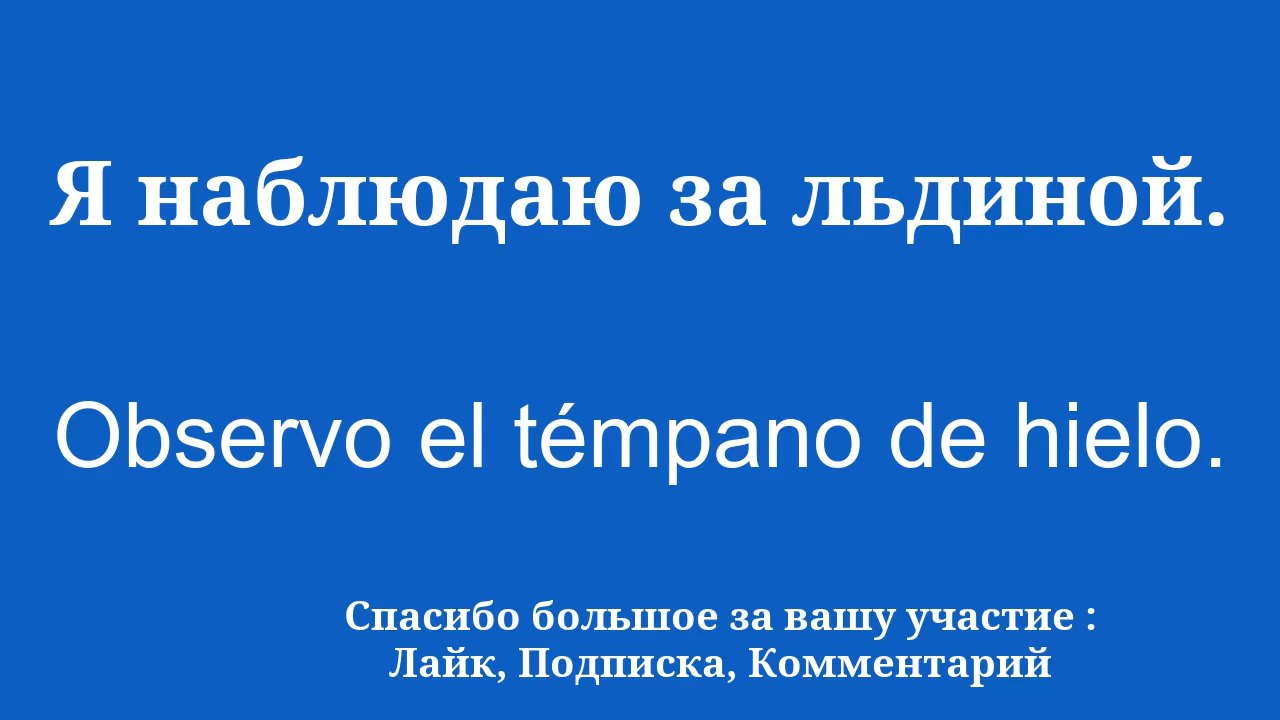 Я наблюдаю за льдиной.
Observo el témpano de hielo.
Спасибо большое за вашу участие :
Лайк, Подписка, Комментарий